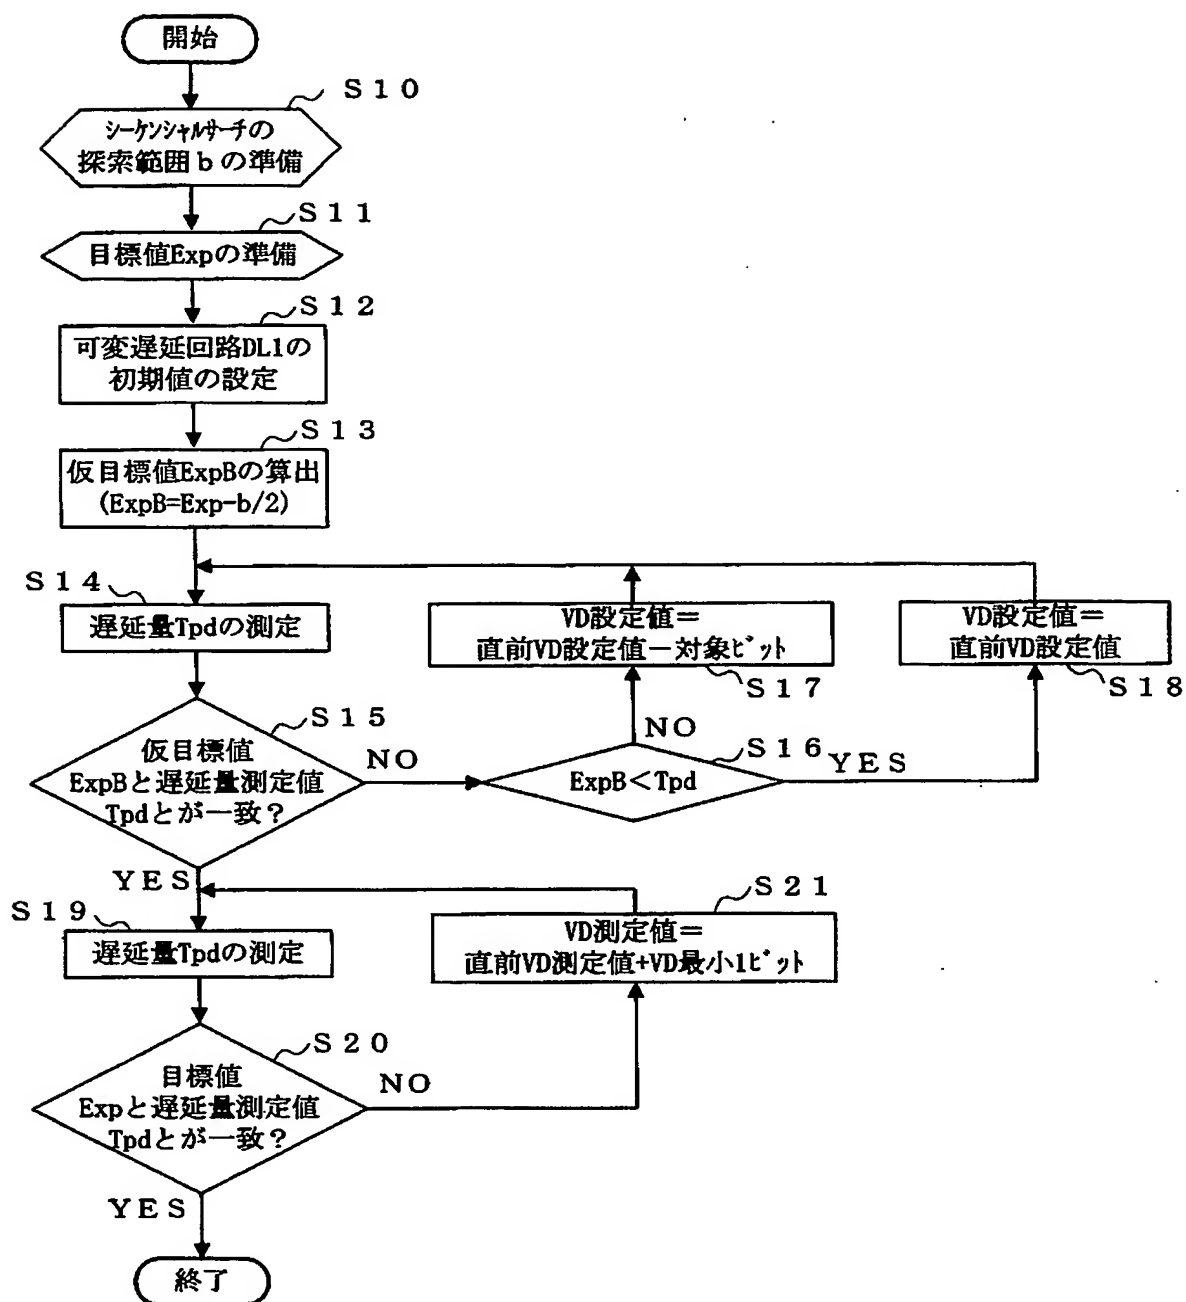 開始
S10
シーケンシャルサーチの
探索範囲bの準備
S11
目標値Expの準備
S12
可変遅延回路DL1の
初期値の設定
S13
仮目標値ExpBの算出
(ExpB=Exp-b/2)
S14
遅延量Tpdの測定
VD設定値=
直前VD設定値-対象ビット
S17
VD設定値=
直前VD設定値
S18
S15
仮目標値
ExpBと遅延量測定値
Tpdとが一致?
NO
S16
ExpB<Tpd
NO
YES
YES
S19
遅延量Tpdの測定
S21
VD測定値=
直前VD測定値+VD最小1ビット
S20
目標値
Expと遅延量測定値
Tpdとが一致?
NO
YES
終了